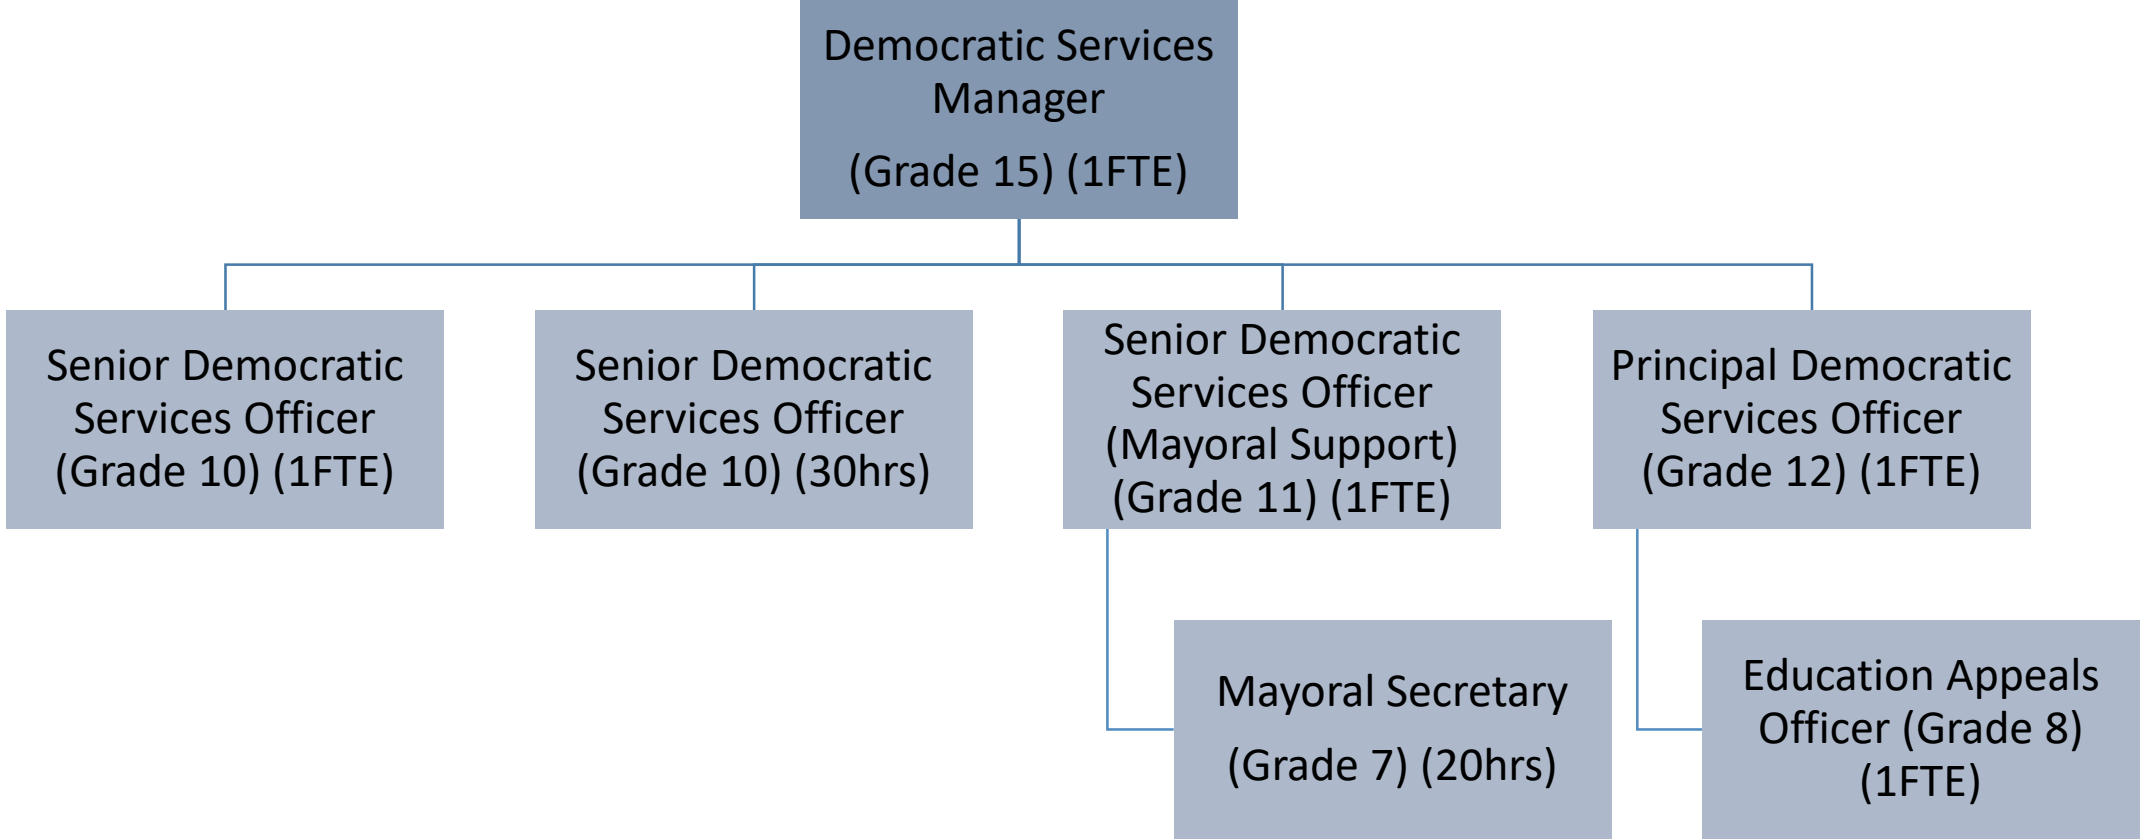 Democratic Services
Manager
(Grade 15) (1FTE)
Senior Democratic
Services Officer
(Grade 10) (1FTE)
Senior Democratic
Services Officer
(Grade 10) (30hrs)
Senior Democratic
Services Officer
(Mayoral Support)
(Grade 11) (1FTE)
Principal Democratic
Services Officer
(Grade 12) (1FTE)
Mayoral Secretary
(Grade 7) (20hrs)
Education Appeals
Officer (Grade 8)
(1FTE)